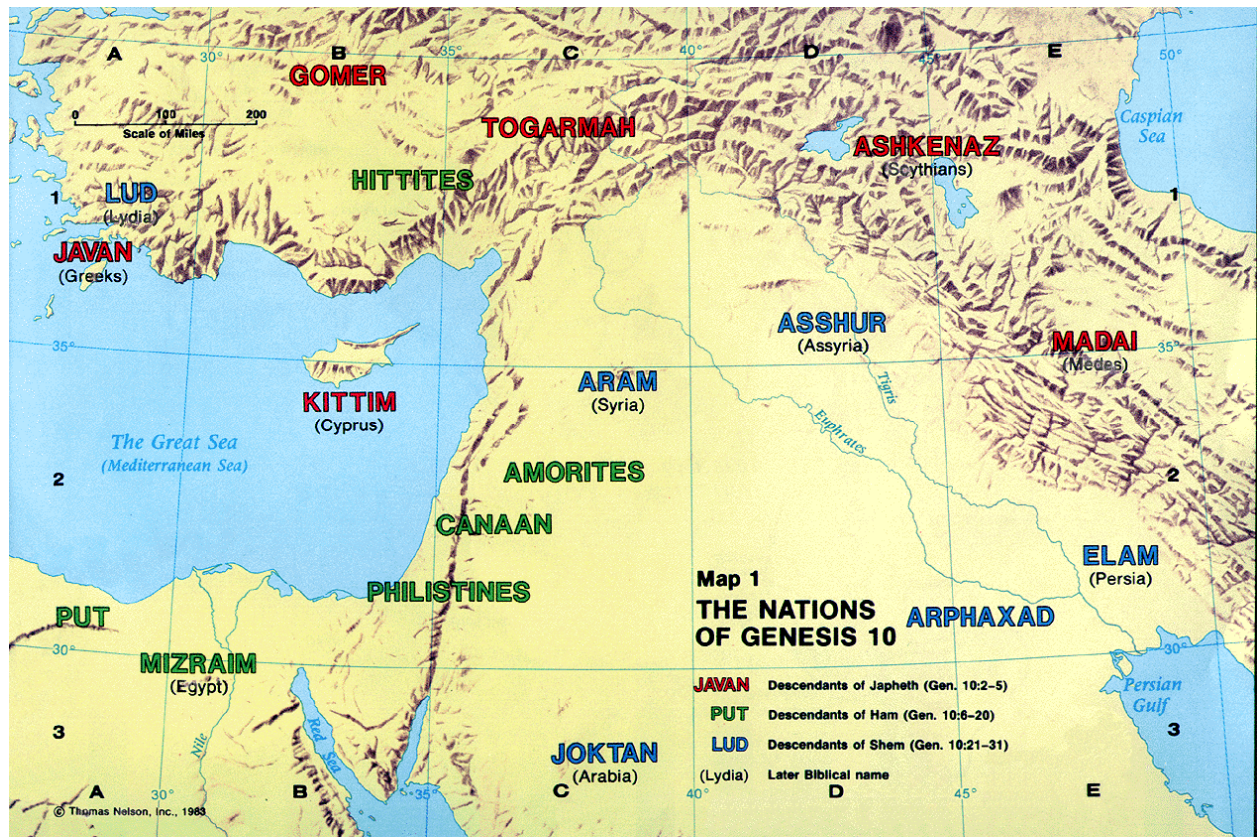 A
B
C
D
E
30°
35°
40°
45°
50°
GOMER
0 100 200
Scale of Miles
TOGARMAH
Caspian
Sea
ASHKENAZ
(Scythians)
HITTITES
1
LUD
(Lydia)
1
JAVAN
(Greeks)
ASSHUR
(Assyria)
MADAI
(Medes)
35°
35°
ARAM
(Syria)
Tigris
KITTIM
(Cyprus)
Euphrates
The Great Sea
(Mediterranean Sea)
AMORITES
2
2
CANAAN
ELAM
(Persia)
PHILISTINES
PUT
Map 1
THE NATIONS
OF GENESIS 10
ARPHAXAD
30°
30°
MIZRAIM
(Egypt)
JAVAN Descendants of Japheth (Gen. 10:2–5)
PUT Descendants of Ham (Gen. 10:6–20)
LUD Descendants of Shem (Gen. 10:21–31)
(Lydia) Later Biblical name
Persian
Gulf
3
3
Nile
Red Sea
JOKTAN
(Arabia)
A
30°
B
35°
C
40°
D
45°
E
© Thomas Nelson, Inc., 1983